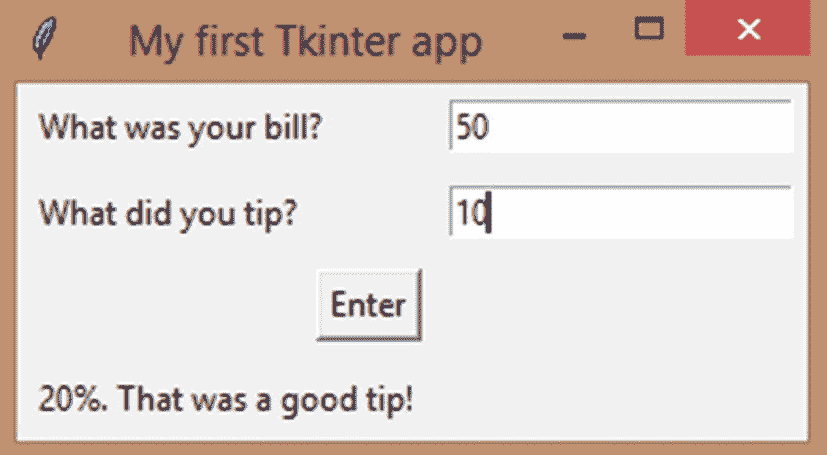 My first Tkinter app
What was your bill? 50
What did you tip? 10
Enter
20%. That was a good tip!